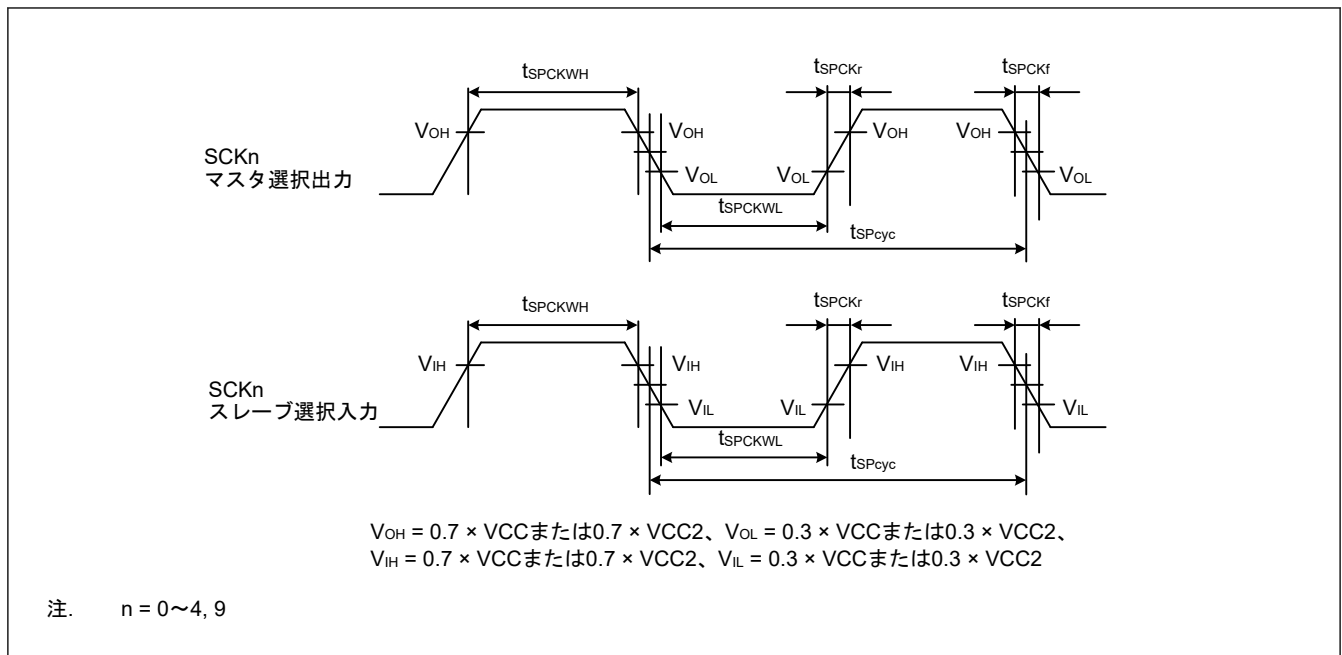 tSPCKWH
tSPCKr
tSPCKf
VOH
VOH
VOH
VOH
SCKn
マスタ選択出力
VOL
VOL
VOL
tSPCKWL
tSPcyc
tSPCKWH
tSPCKr
tSPCKf
VIH
VIH
VIH
VIH
SCKn
スレーブ選択入力
VIL
VIL
VIL
tSPCKWL
tSPcyc
VOH = 0.7 × VCCまたは0.7 × VCC2、VOL = 0.3 × VCCまたは0.3 × VCC2、
VIH = 0.7 × VCCまたは0.7 × VCC2、VIL = 0.3 × VCCまたは0.3 × VCC2
注. n = 0～4, 9